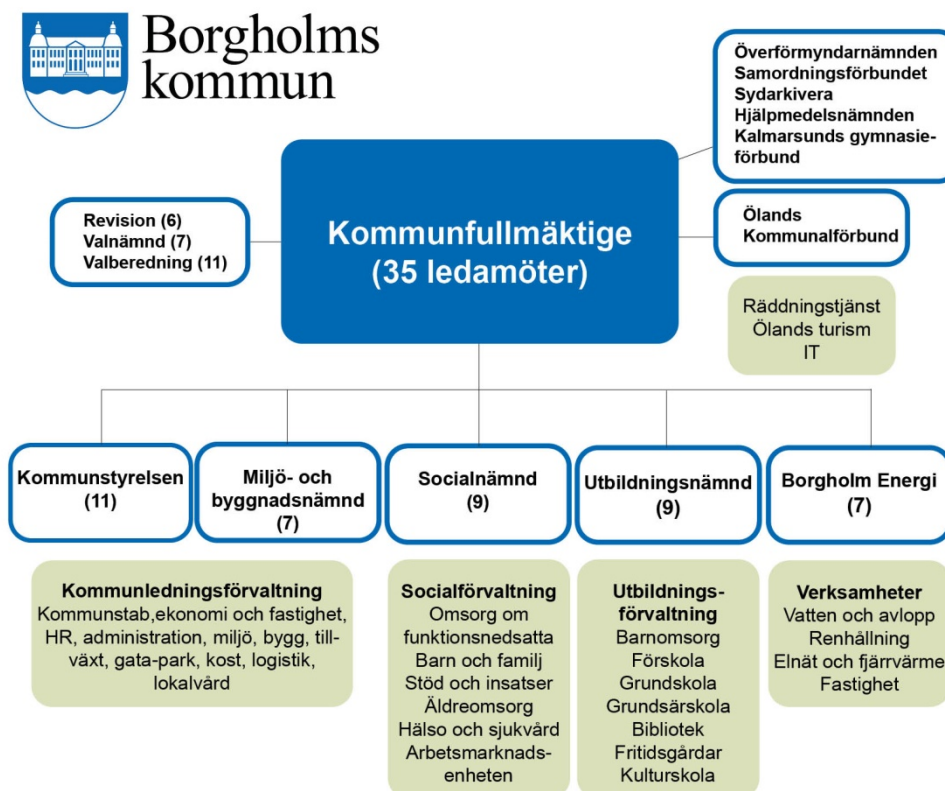 Borgholms
kommun
Överförmyndarnämnden
Samordningsförbundet
Sydarkivera
Hjälpmedelsnämnden
Kalmarsunds gymnasie-
förbund
Revision (6)
Valnämnd (7)
Valberedning (11)
Kommunfullmäktige
(35 ledamöter)
Ölands
Kommunalförbund
Räddningstjänst
Ölands turism
IT
Kommunstyrelsen
(11)
Miljö- och
byggnadsnämnd
(7)
Socialnämnd
(9)
Utbildningsnämnd
(9)
Borgholm Energi
(7)
Kommunledningsförvaltning
Kommunstab,ekonomi och fastighet,
HR, administration, miljö, bygg, till-
växt, gata-park, kost, logistik,
lokalvård
Socialförvaltning
Omsorg om
funktionsnedsatta
Barn och familj
Stöd och insatser
Äldreomsorg
Hälso och sjukvård
Arbetsmarknads-
enheten
Utbildnings-
förvaltning
Barnomsorg
Förskola
Grundskola
Grundsärskola
Bibliotek
Fritidsgårdar
Kulturskola
Verksamheter
Vatten och avlopp
Renhållning
Elnät och fjärrvärme
Fastighet